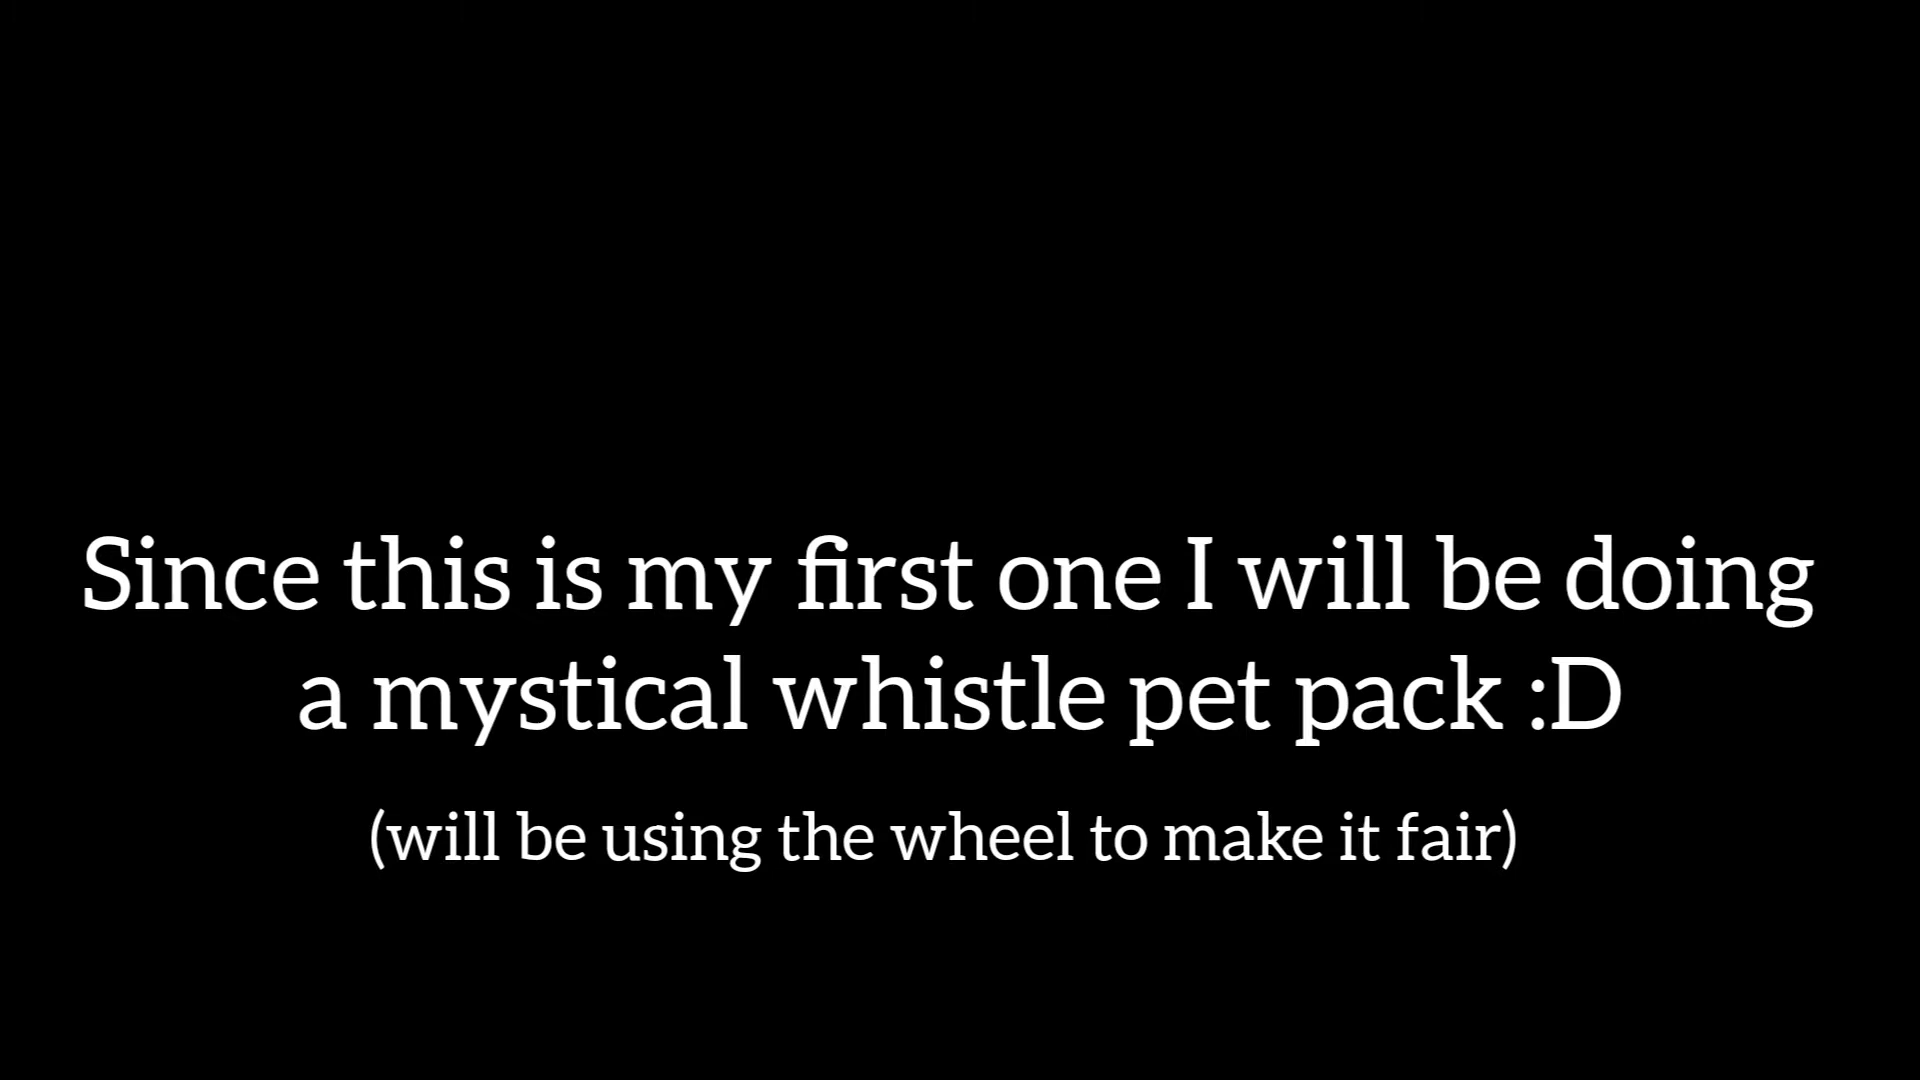 Since this is my first one I will be doing
a mystical whistle pet pack :D
(will be using the wheel to make it fair)